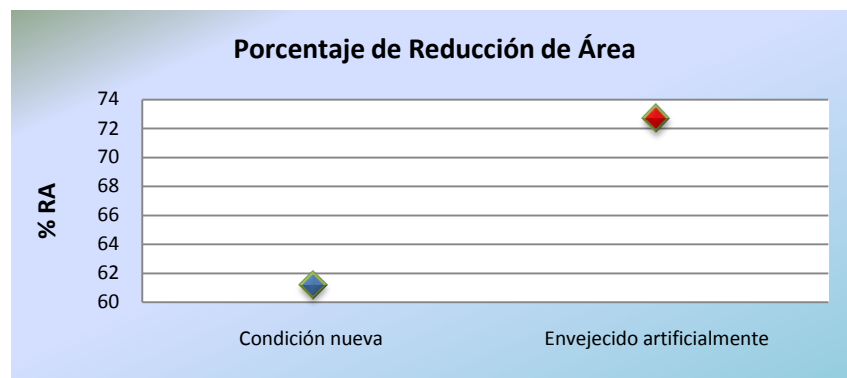 Porcentaje de Reducción de Área
% RA
74
72
70
68
66
64
62
60
Condición nueva
Envejecido artificialmente